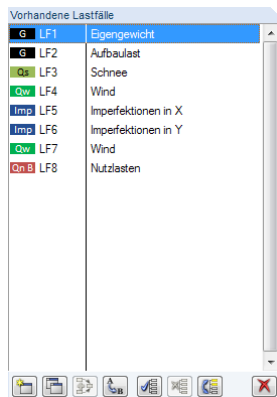 Vorhandene Lastfälle
G LF1 Eigengewicht
G LF2 Aufbaulast
Qs LF3 Schnee
Qw LF4 Wind
Imp LF5 Imperfektionen in X
Imp LF6 Imperfektionen in Y
Qw LF7 Wind
Qn B LF8 Nutzlasten
A B